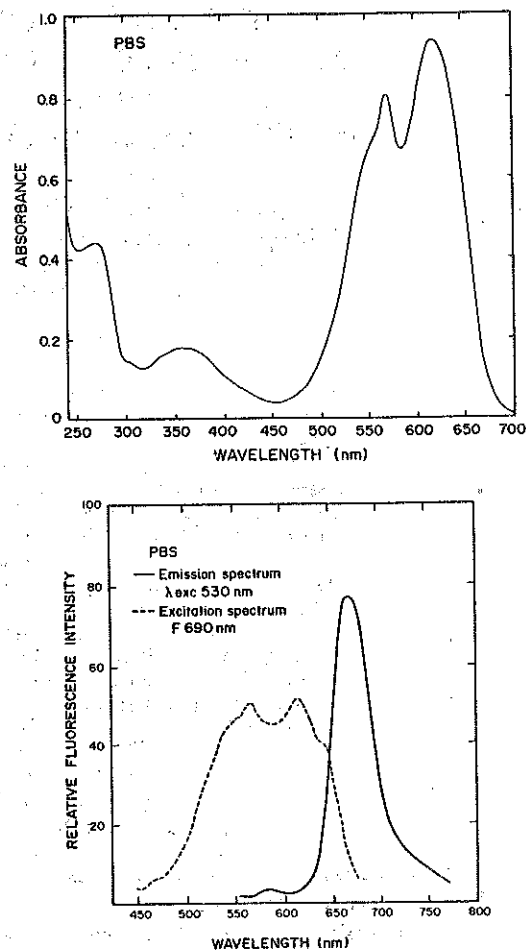 PBS
ABSORBANCE
1.0
0.8
0.6
0.4
0.2
0
250 300 350 400 450 500 550 600 650 700
WAVELENGTH (nm)
PBS
Emission spectrum
λ exc 530 nm
Excitation spectrum
F 690 nm
RELATIVE FLUORESCENCE INTENSITY
100
80
60
40
20
450 500 550 600 650 700 750 800
WAVELENGTH (nm)